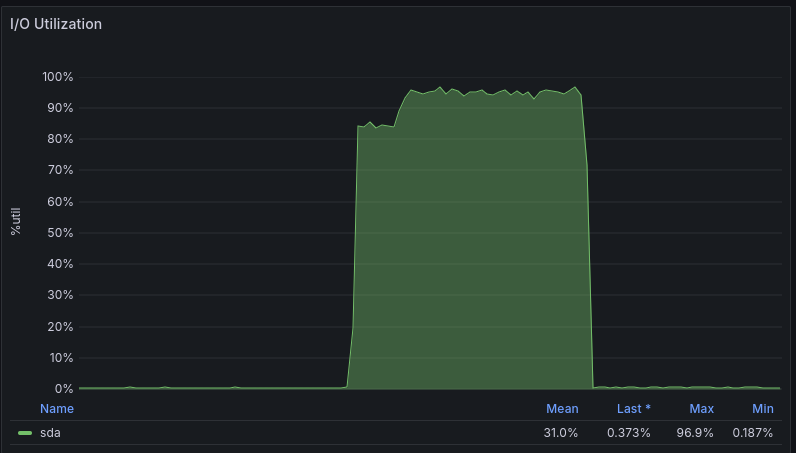 I/O Utilization
100%
90%
80%
70%
60%
50%
40%
30%
20%
10%
0%
%util
Name Mean Last * Max Min
sda 31.0% 0.373% 96.9% 0.187%